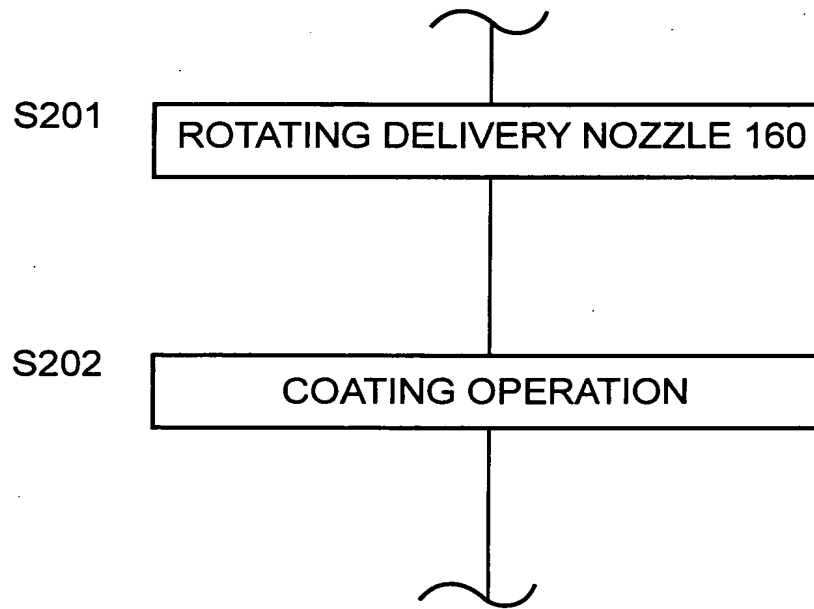 S201
ROTATING DELIVERY NOZZLE 160
S202
COATING OPERATION